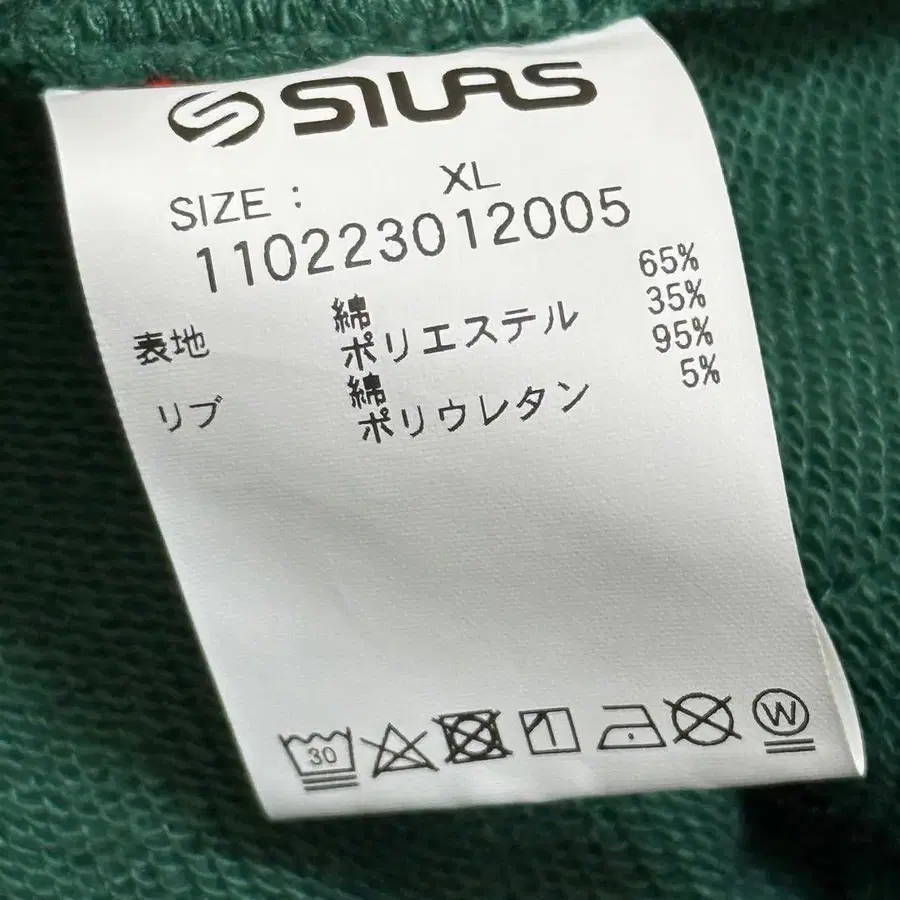 SILAS
SIZE : XL
110223012005
表地 綿 65%
ポリエステル 35%
リブ 綿 95%
ポリウレタン 5%
30 W